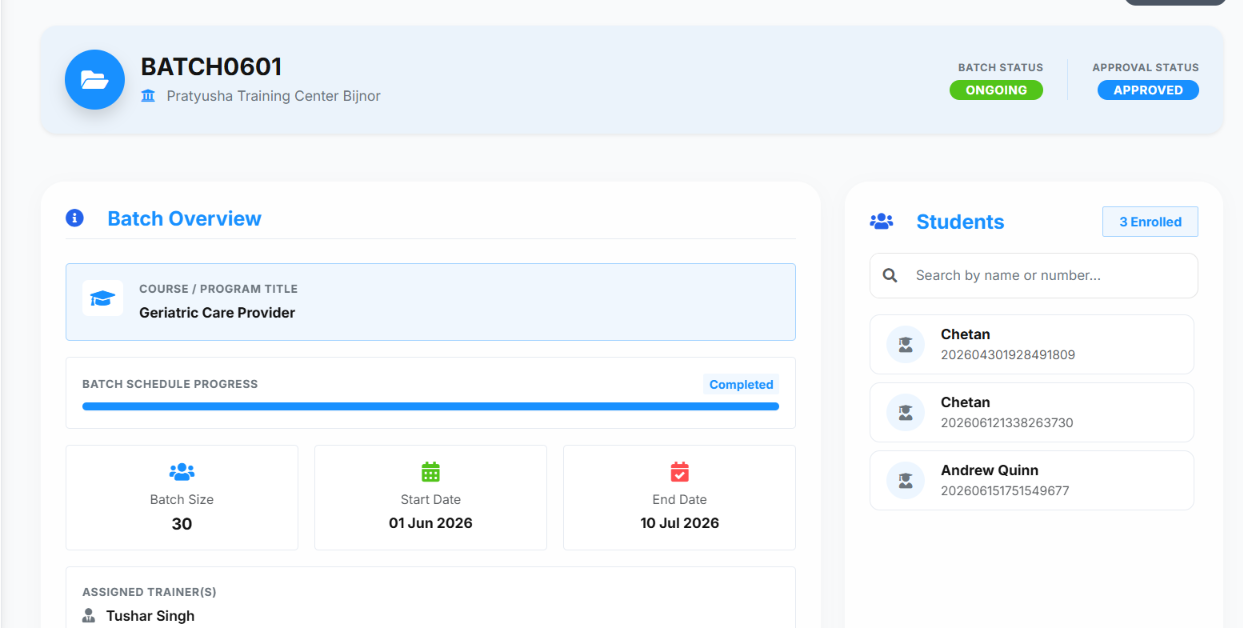 BATCH0601
Pratyusha Training Center Bijnor
BATCH STATUS
ONGOING
APPROVAL STATUS
APPROVED
Batch Overview
COURSE / PROGRAM TITLE
Geriatric Care Provider
BATCH SCHEDULE PROGRESS
Completed
Batch Size
30
Start Date
01 Jun 2026
End Date
10 Jul 2026
ASSIGNED TRAINER(S)
Tushar Singh
Students
3 Enrolled
Search by name or number...
Chetan
202604301928491809
Chetan
202606121338263730
Andrew Quinn
202606151751549677